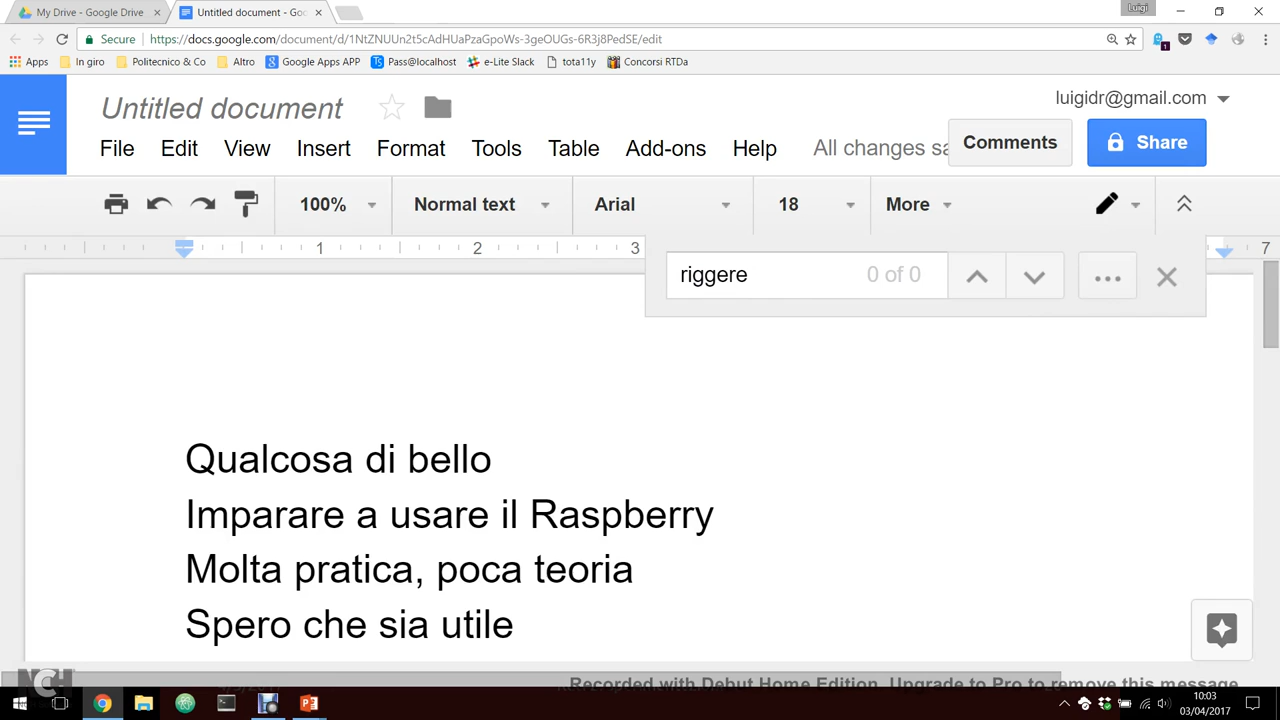 Luigi
My Drive - Google Drive
Untitled document - Goo
Secure
https://docs.google.com/document/d/1NtZNUUn2t5cAdHUaPzaGpoWs-3geOUGs-6R3j8PedSE/edit
1
Apps
In giro
Politecnico & Co
Altro
Google Apps APP
Pass@localhost
e-Lite Slack
tota11y
Concorsi RTDa
Untitled document
luigidr@gmail.com
File Edit View Insert Format Tools Table Add-ons Help
All changes sa
Comments
Share
100%
Normal text
Arial
18
More
1 2 3 7
riggere
0 of 0
Qualcosa di bello
Imparare a usare il Raspberry
Molta pratica, poca teoria
Spero che sia utile
NCH
Recorded with Debut Home Edition. Upgrade to Pro to remove this message
10:03
03/04/2017